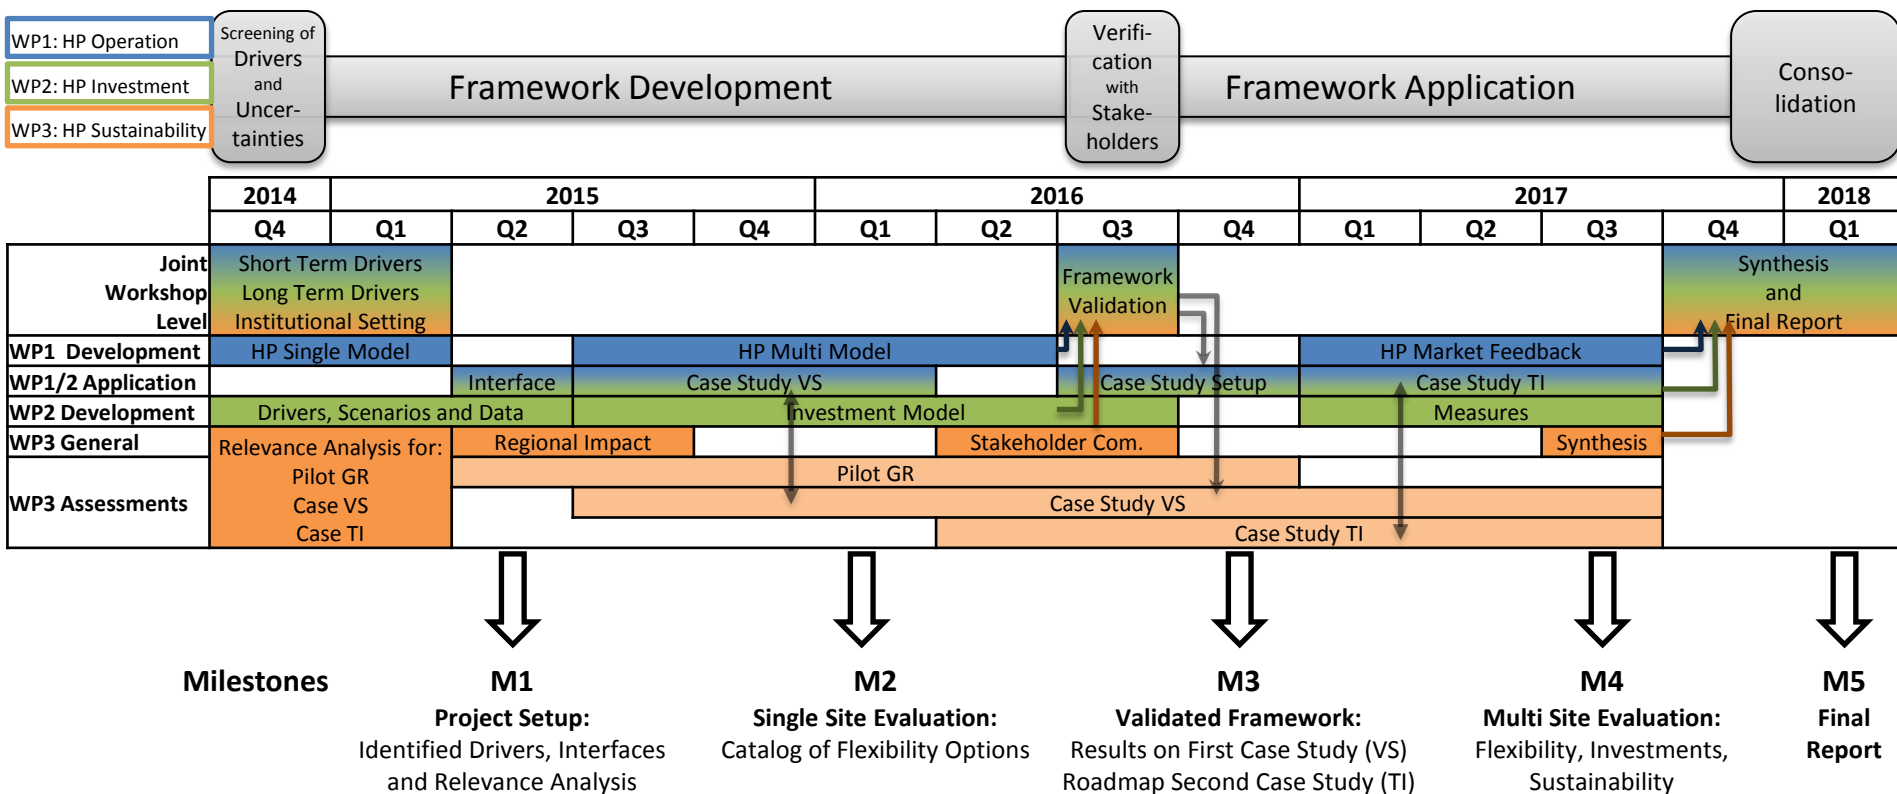 WP1: HP Operation
WP2: HP Investment
WP3: HP Sustainability
Screening of
Drivers
and
Uncer-
tainties
Framework Development
Verifi-
cation
with
Stake-
holders
Framework Application
Conso-
lidation
2014 2015 2016 2017 2018
Q4 Q1 Q2 Q3 Q4 Q1 Q2 Q3 Q4 Q1 Q2 Q3 Q4 Q1
Joint
Workshop
Level
Short Term Drivers
Long Term Drivers
Institutional Setting
Framework
Validation
Synthesis
and
Final Report
WP1 Development HP Single Model HP Multi Model HP Market Feedback
WP1/2 Application Interface Case Study VS Case Study Setup Case Study TI
WP2 Development Drivers, Scenarios and Data Investment Model Measures
WP3 General Regional Impact Stakeholder Com. Synthesis
WP3 Assessments
Relevance Analysis for:
Pilot GR
Case VS
Case TI
Pilot GR
Case Study VS
Case Study TI
Milestones
M1
Project Setup:
Identified Drivers, Interfaces
and Relevance Analysis
M2
Single Site Evaluation:
Catalog of Flexibility Options
M3
Validated Framework:
Results on First Case Study (VS)
Roadmap Second Case Study (TI)
M4
Multi Site Evaluation:
Flexibility, Investments,
Sustainability
M5
Final
Report